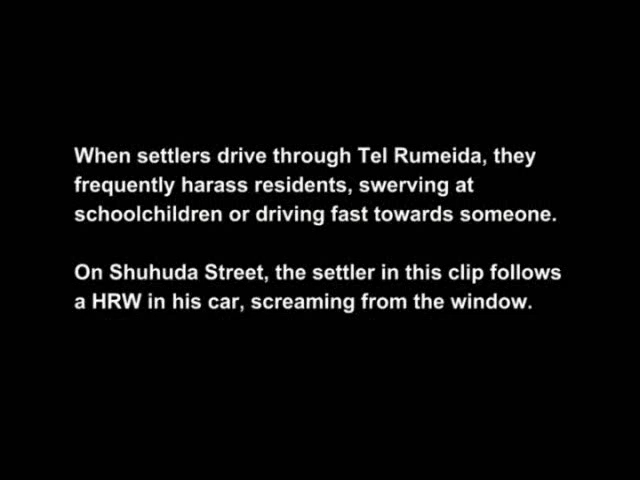 When settlers drive through Tel Rumeida, they
frequently harass residents, swerving at
schoolchildren or driving fast towards someone.
On Shuhuda Street, the settler in this clip follows
a HRW in his car, screaming from the window.